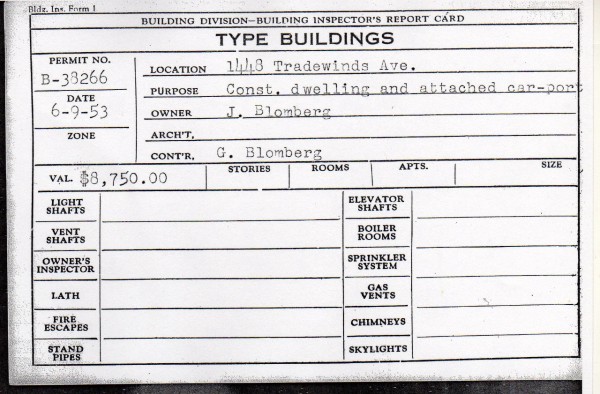 Bldg. Ins. Form 1
BUILDING DIVISION—BUILDING INSPECTOR'S REPORT CARD
TYPE BUILDINGS
PERMIT NO.
B-38266
DATE
6-9-53
ZONE
LOCATION 1448 Tradewinds Ave.
PURPOSE Const. dwelling and attached car-port
OWNER J. Blomberg
ARCH'T.
CONT'R. G. Blomberg
VAL. $8,750.00 STORIES ROOMS APTS. SIZE
LIGHT SHAFTS
VENT SHAFTS
OWNER'S INSPECTOR
LATH
FIRE ESCAPES
STAND PIPES
ELEVATOR SHAFTS
BOILER ROOMS
SPRINKLER SYSTEM
GAS VENTS
CHIMNEYS
SKYLIGHTS